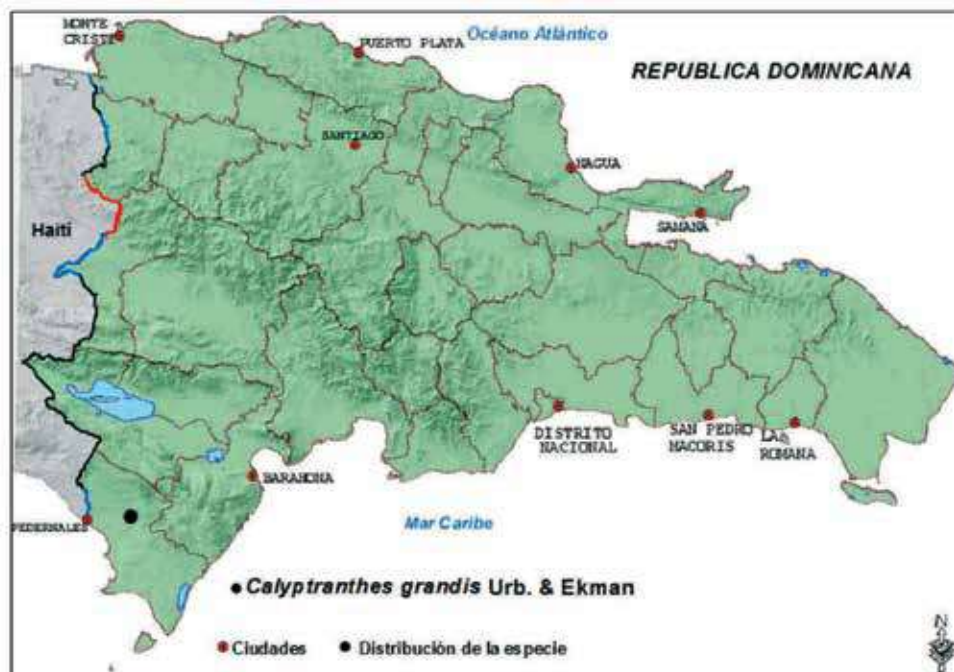 MONTE
CRISTI
PUERTO PLATA
Océano Atlántico
REPUBLICA DOMINICANA
SANTIAGO
NAGUA
SAMANA
Haití
DISTRITO
NACIONAL
SAN PEDRO
MACORIS
LA
ROMANA
BARAHONA
PEDERNALES
Mar Caribe
Calyptranthes grandis Urb. & Ekman
Ciudades
Distribución de la especie
N